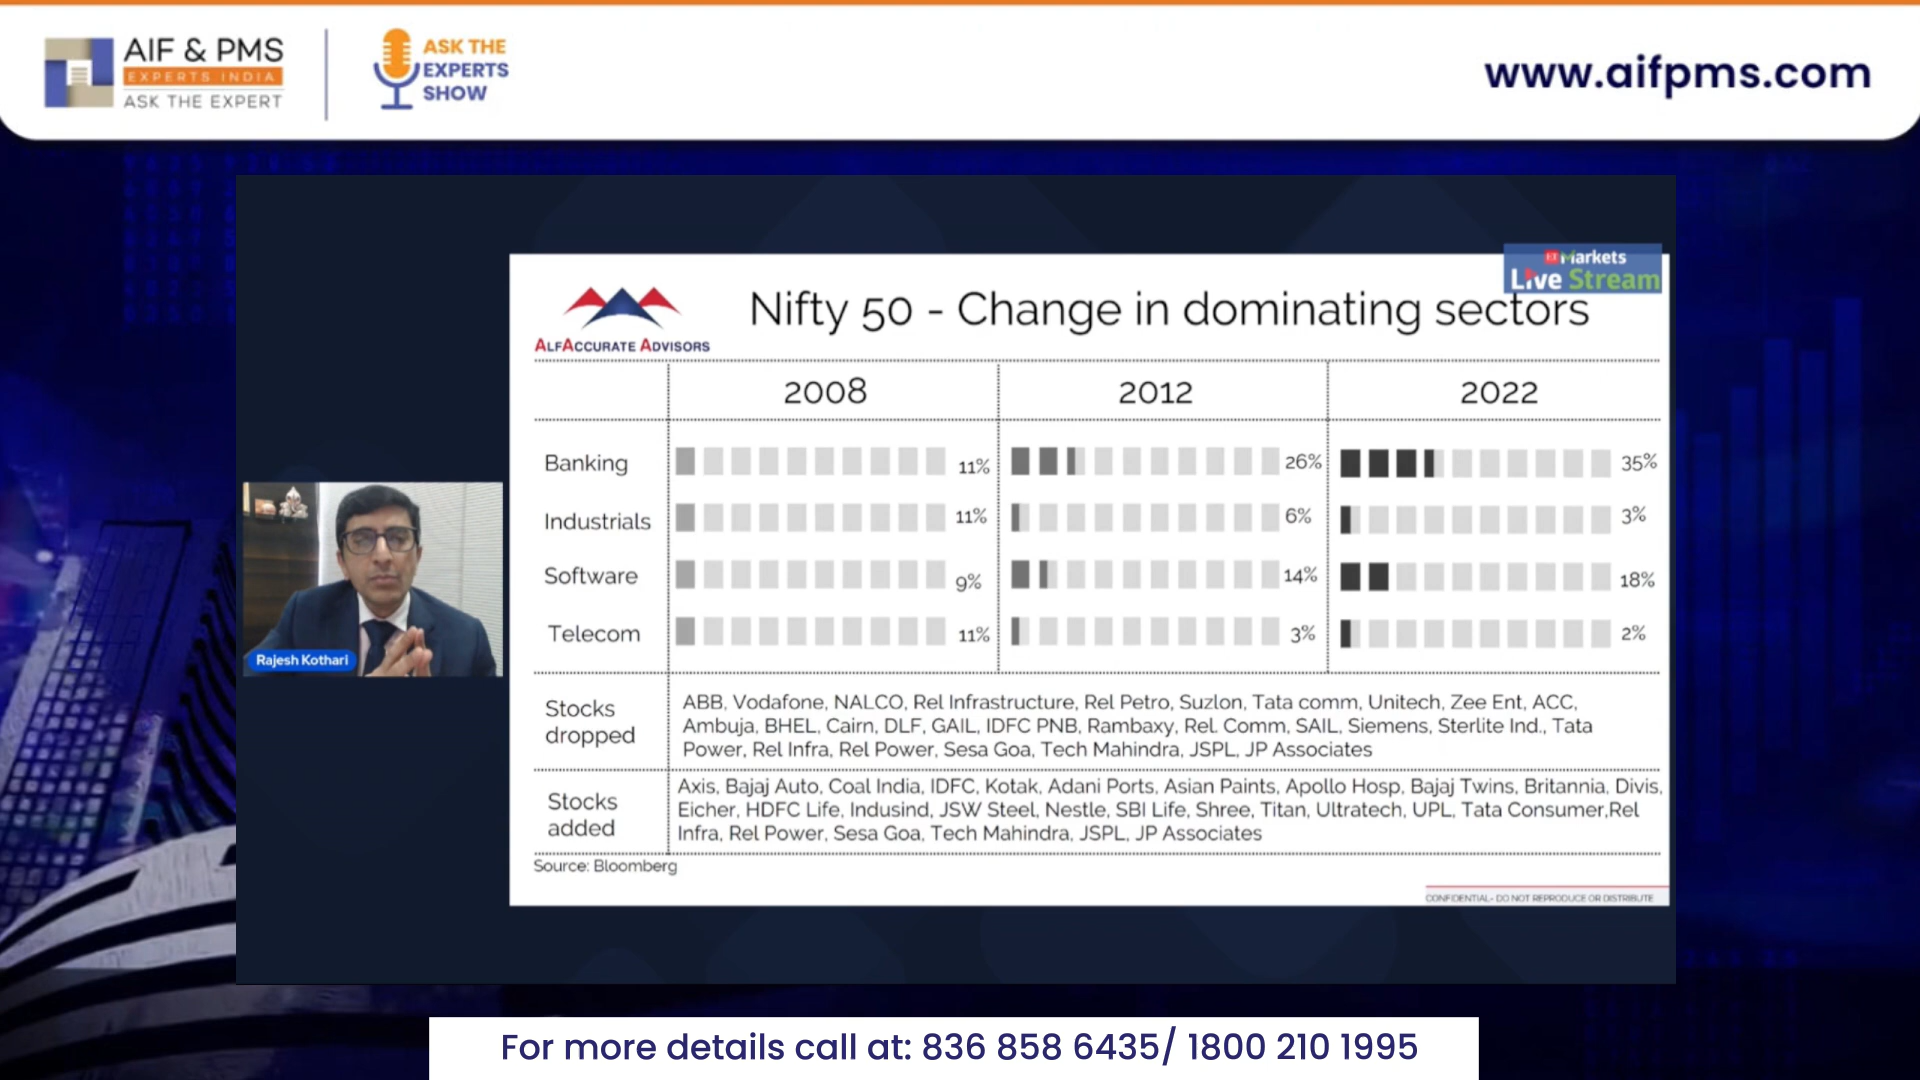 AIF & PMS
EXPERTS INDIA
ASK THE EXPERT
ASK THE
EXPERTS
SHOW
www.aifpms.com
ET Markets
Live Stream
ALFACCURATE ADVISORS
Nifty 50 - Change in dominating sectors
2008 2012 2022
Banking 11% 26% 35%
Industrials 11% 6% 3%
Software 9% 14% 18%
Telecom 11% 3% 2%
Stocks
dropped
ABB, Vodafone, NALCO, Rel Infrastructure, Rel Petro, Suzlon, Tata comm, Unitech, Zee Ent, ACC,
Ambuja, BHEL, Cairn, DLF, GAIL, IDFC PNB, Rambaxy, Rel. Comm, SAIL, Siemens, Sterlite Ind., Tata
Power, Rel Infra, Rel Power, Sesa Goa, Tech Mahindra, JSPL, JP Associates
Stocks
added
Axis, Bajaj Auto, Coal India, IDFC, Kotak, Adani Ports, Asian Paints, Apollo Hosp, Bajaj Twins, Britannia, Divis,
Eicher, HDFC Life, Indusind, JSW Steel, Nestle, SBI Life, Shree, Titan, Ultratech, UPL, Tata Consumer,Rel
Infra, Rel Power, Sesa Goa, Tech Mahindra, JSPL, JP Associates
Source: Bloomberg
CONFIDENTIAL- DO NOT REPRODUCE OR DISTRIBUTE
Rajesh Kothari
For more details call at: 836 858 6435/ 1800 210 1995